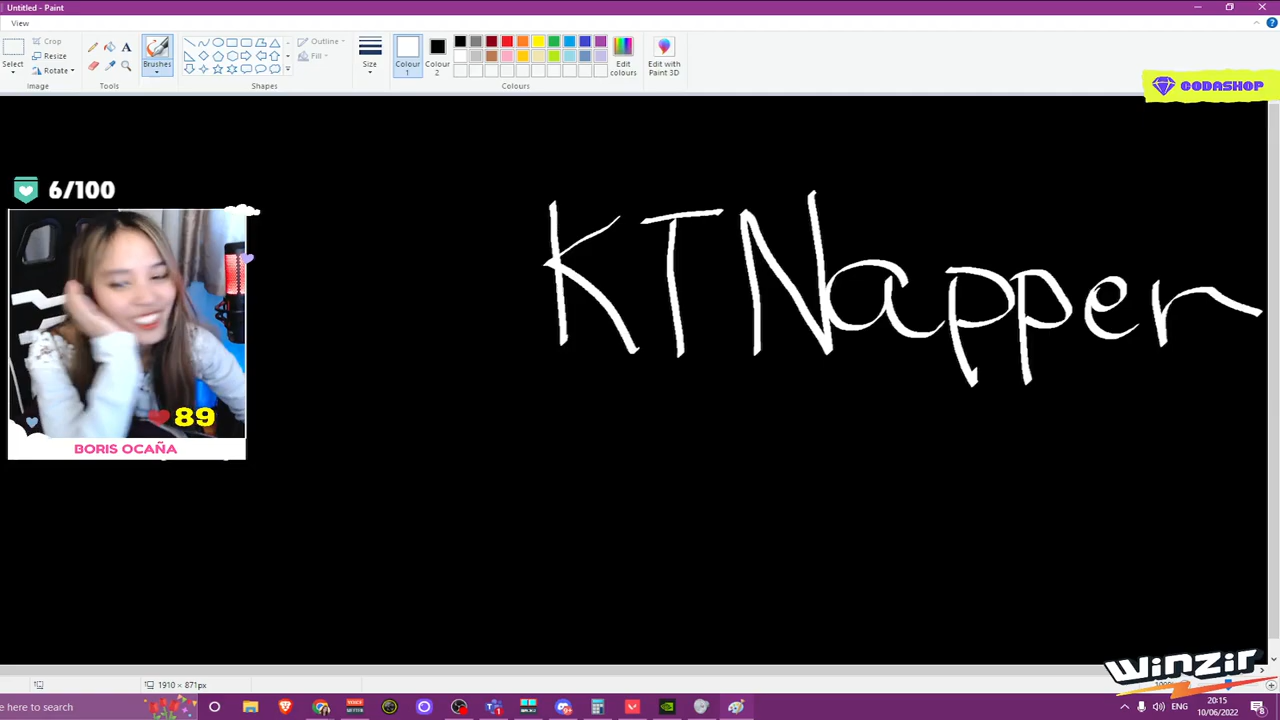 Untitled - Paint
View
Select
Crop
Resize
Rotate
Image
Tools
Brushes
Shapes
Outline
Fill
Size
Colour 1
Colour 2
Colours
Edit colours
Edit with Paint 3D
CODASHOP
6/100
KTNapper
89
BORIS OCAÑA
WINZIR
1910 × 871px
here to search
ENG
20:15
10/06/2022